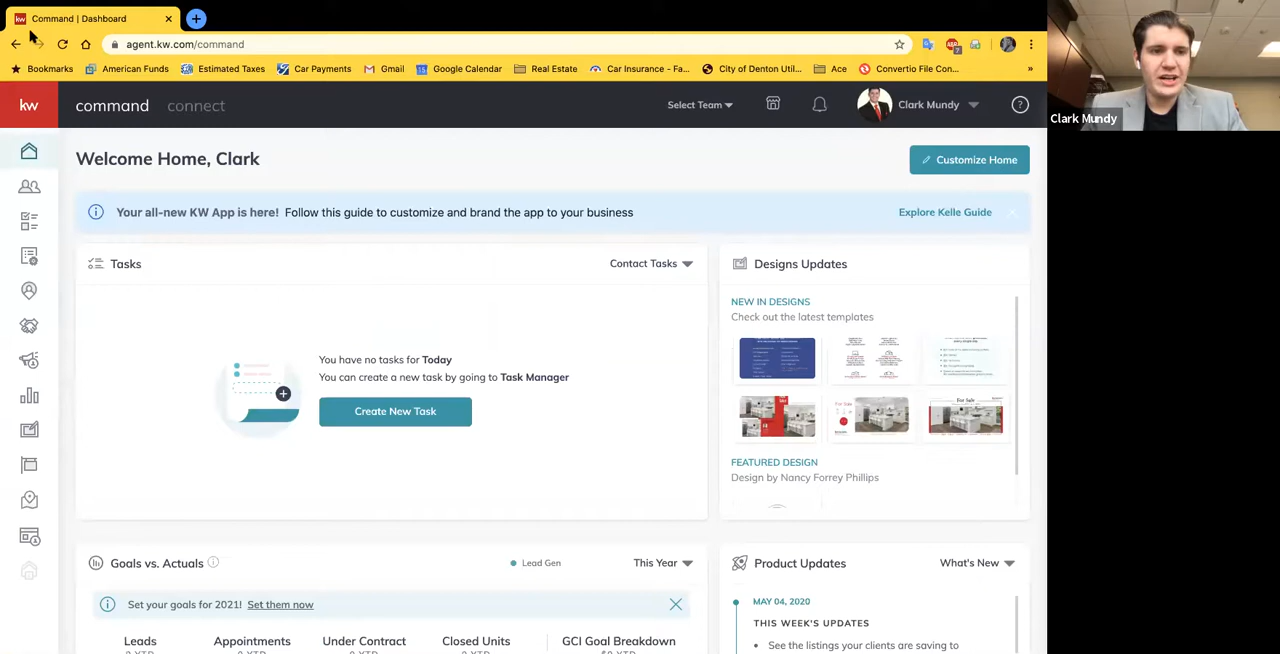 kw Command | Dashboard
agent.kw.com/command
Bookmarks American Funds Estimated Taxes Car Payments Gmail Google Calendar Real Estate Car Insurance - Fa... City of Denton Util... Ace Convertio File Con... »
kw command connect Select Team Clark Mundy ?
Clark Mundy
Welcome Home, Clark
Customize Home
Your all-new KW App is here! Follow this guide to customize and brand the app to your business Explore Kelle Guide
Tasks Contact Tasks
Designs Updates
NEW IN DESIGNS
Check out the latest templates
You have no tasks for Today
You can create a new task by going to Task Manager
Create New Task
For Sale
For Sale
FEATURED DESIGN
Design by Nancy Forrey Phillips
Goals vs. Actuals Lead Gen This Year
Product Updates What's New
Set your goals for 2021! Set them now
MAY 04, 2020
THIS WEEK'S UPDATES
Leads Appointments Under Contract Closed Units GCI Goal Breakdown
• See the listings your clients are saving to